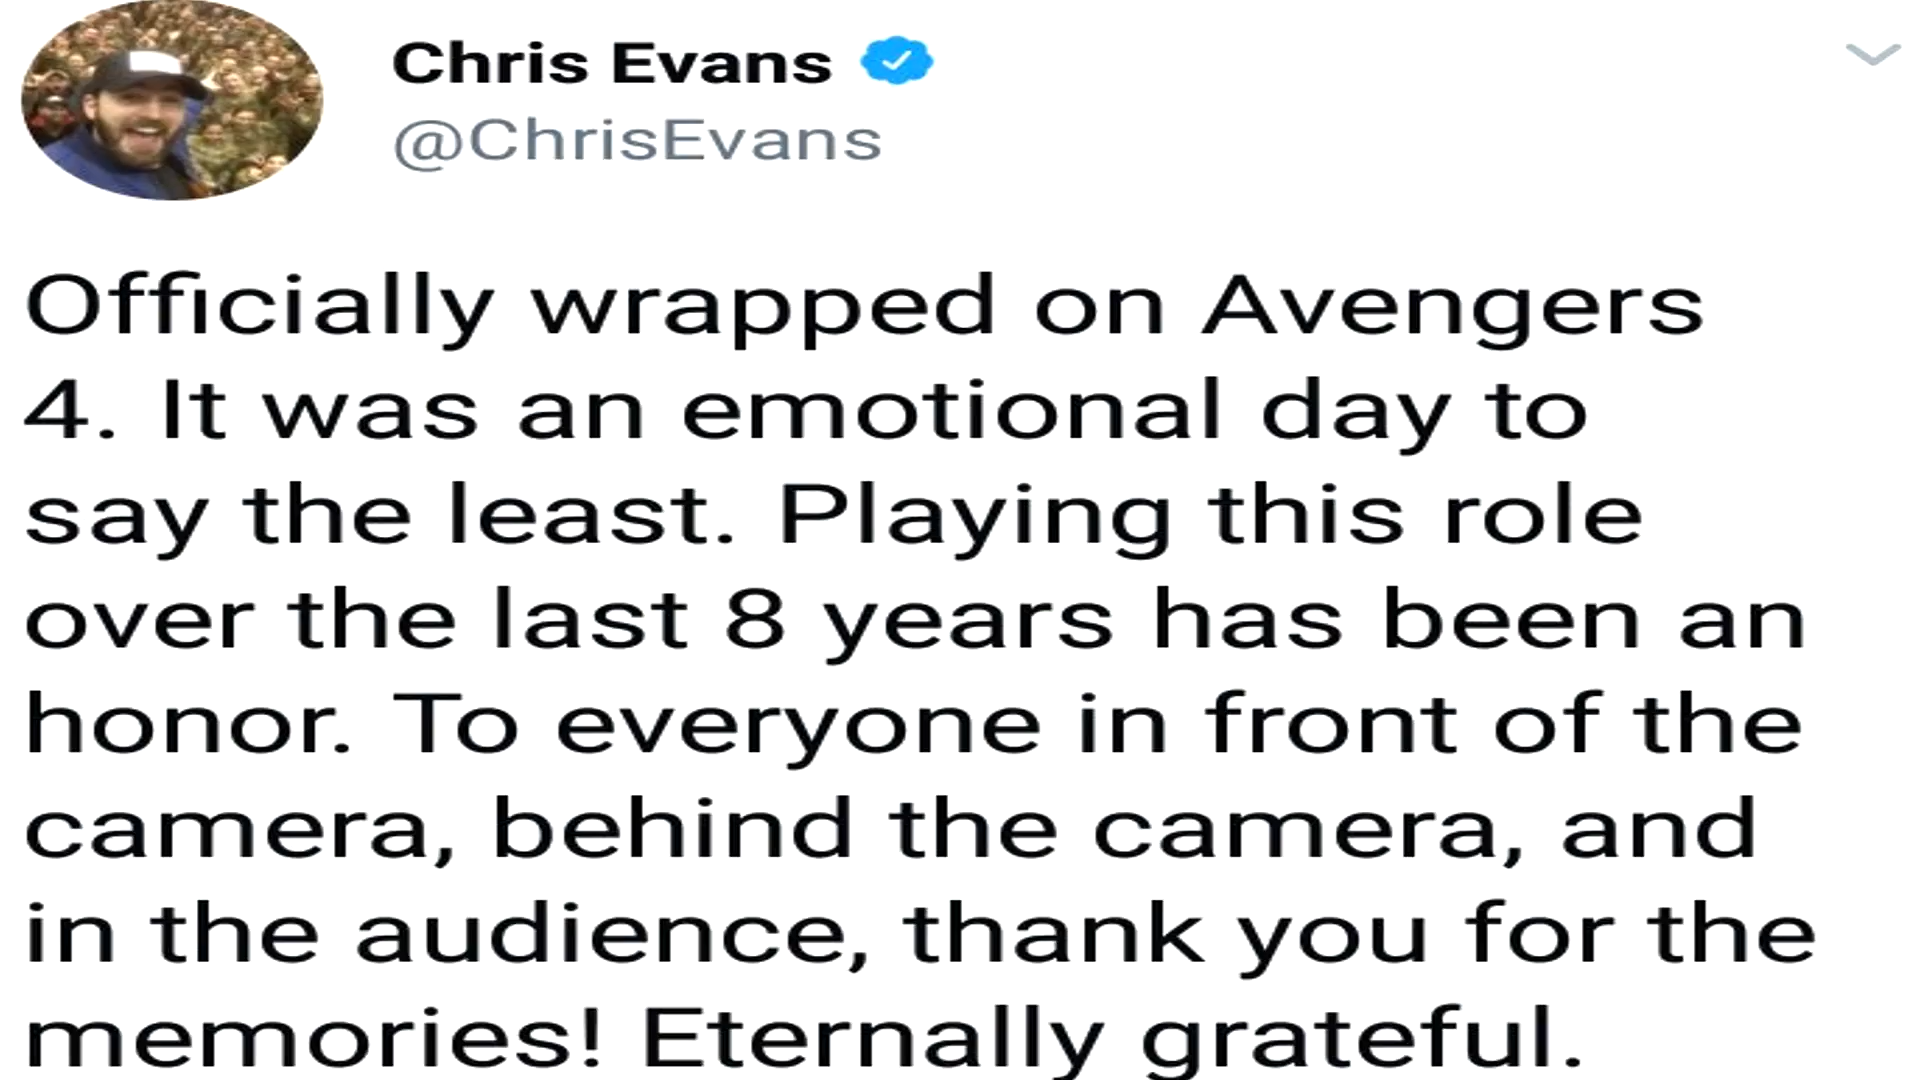 Chris Evans
@ChrisEvans
Officially wrapped on Avengers
4. It was an emotional day to
say the least. Playing this role
over the last 8 years has been an
honor. To everyone in front of the
camera, behind the camera, and
in the audience, thank you for the
memories! Eternally grateful.